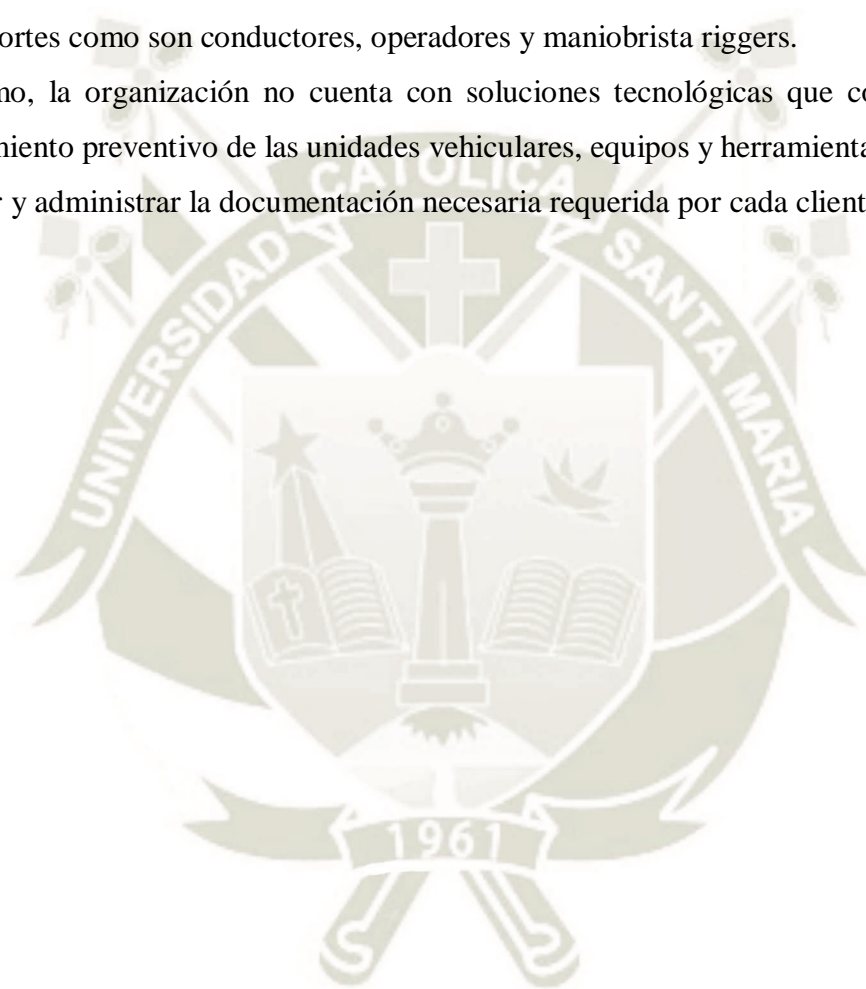 ortes como son conductores, operadores y maniobrista riggers.
no, la organización no cuenta con soluciones tecnológicas que co
miento preventivo de las unidades vehiculares, equipos y herramienta
r y administrar la documentación necesaria requerida por cada client
UNIVERSIDAD CATOLICA SANTA MARIA
1961